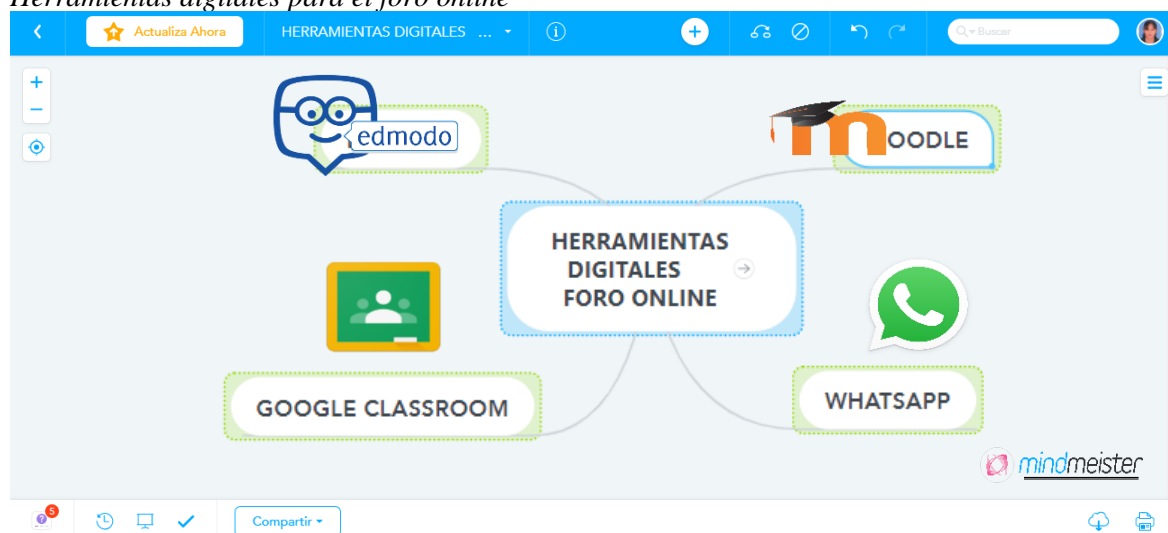 Herramientas digitales para el foro online
Actualiza Ahora
HERRAMIENTAS DIGITALES ...
Buscar
edmodo
mOODLE
HERRAMIENTAS
DIGITALES
FORO ONLINE
GOOGLE CLASSROOM
WHATSAPP
mindmeister
5
Compartir